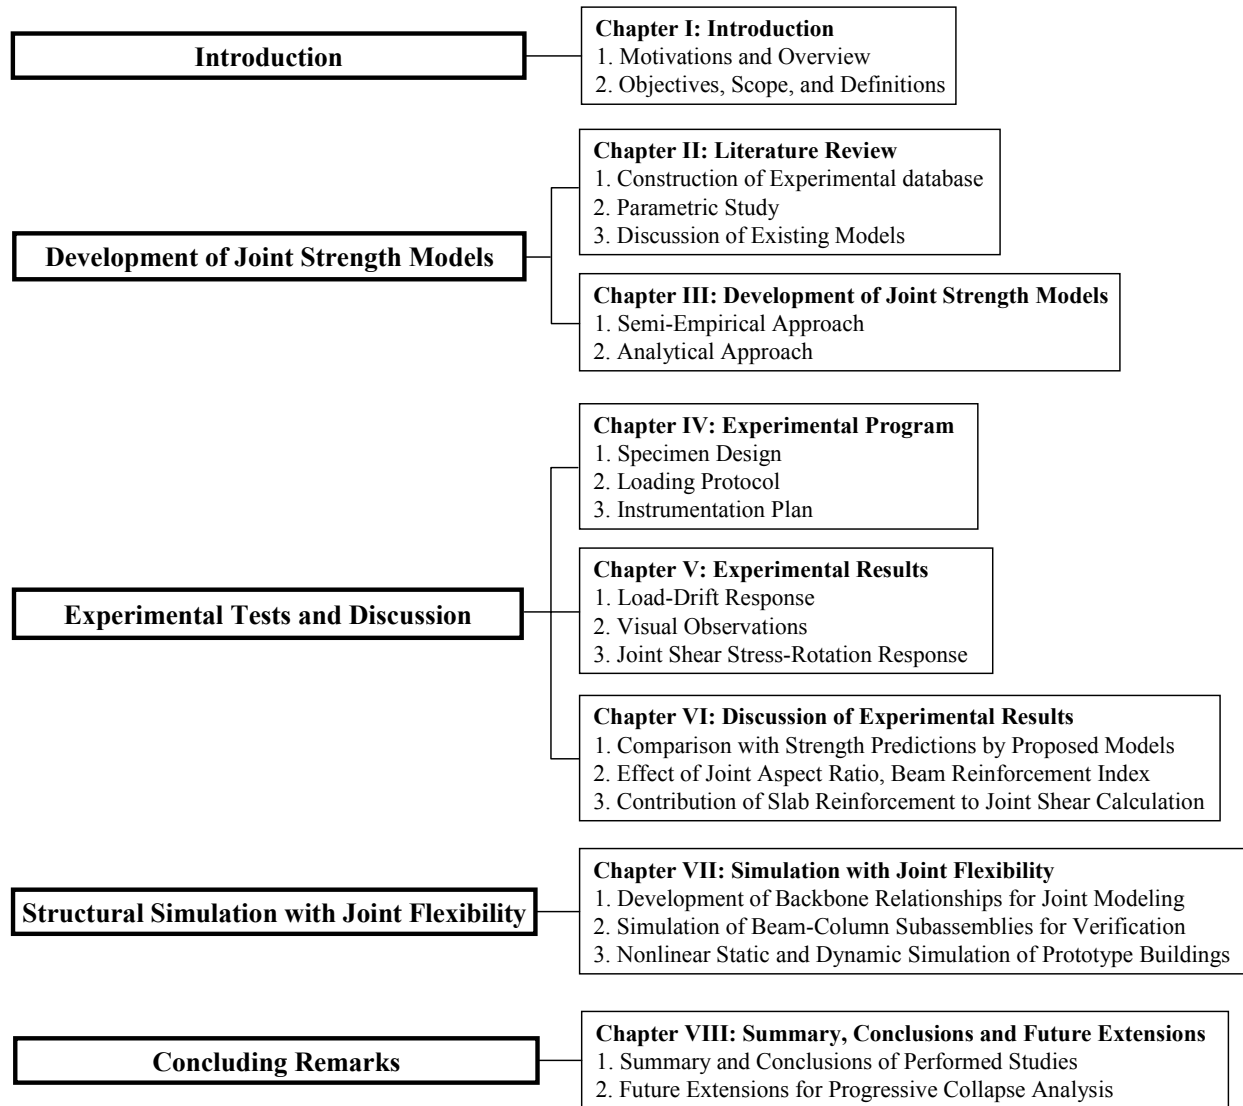 Introduction
Chapter I: Introduction
1. Motivations and Overview
2. Objectives, Scope, and Definitions
Development of Joint Strength Models
Chapter II: Literature Review
1. Construction of Experimental database
2. Parametric Study
3. Discussion of Existing Models
Chapter III: Development of Joint Strength Models
1. Semi-Empirical Approach
2. Analytical Approach
Experimental Tests and Discussion
Chapter IV: Experimental Program
1. Specimen Design
2. Loading Protocol
3. Instrumentation Plan
Chapter V: Experimental Results
1. Load-Drift Response
2. Visual Observations
3. Joint Shear Stress-Rotation Response
Chapter VI: Discussion of Experimental Results
1. Comparison with Strength Predictions by Proposed Models
2. Effect of Joint Aspect Ratio, Beam Reinforcement Index
3. Contribution of Slab Reinforcement to Joint Shear Calculation
Structural Simulation with Joint Flexibility
Chapter VII: Simulation with Joint Flexibility
1. Development of Backbone Relationships for Joint Modeling
2. Simulation of Beam-Column Subassemblies for Verification
3. Nonlinear Static and Dynamic Simulation of Prototype Buildings
Concluding Remarks
Chapter VIII: Summary, Conclusions and Future Extensions
1. Summary and Conclusions of Performed Studies
2. Future Extensions for Progressive Collapse Analysis